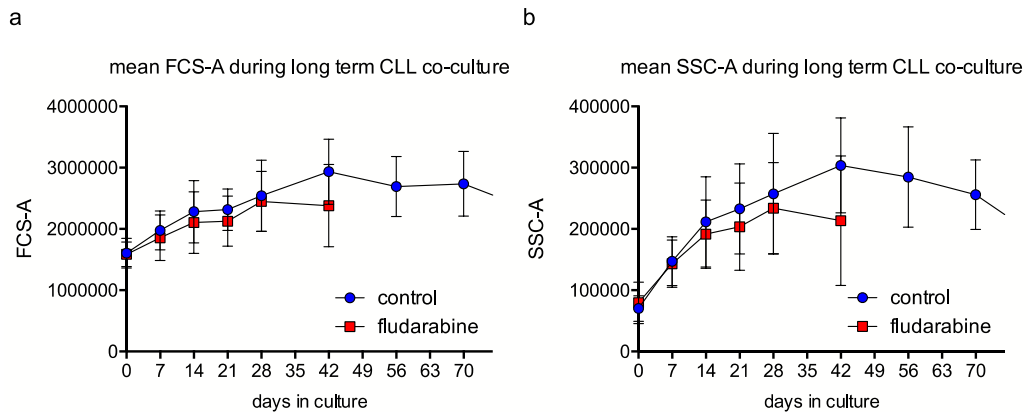 a
mean FCS-A during long term CLL co-culture
4000000
3000000
2000000
1000000
0
FCS-A
control
fludarabine
0 7 14 21 28 35 42 49 56 63 70
days in culture
b
mean SSC-A during long term CLL co-culture
400000
300000
200000
100000
0
SSC-A
control
fludarabine
0 7 14 21 28 35 42 49 56 63 70
days in culture